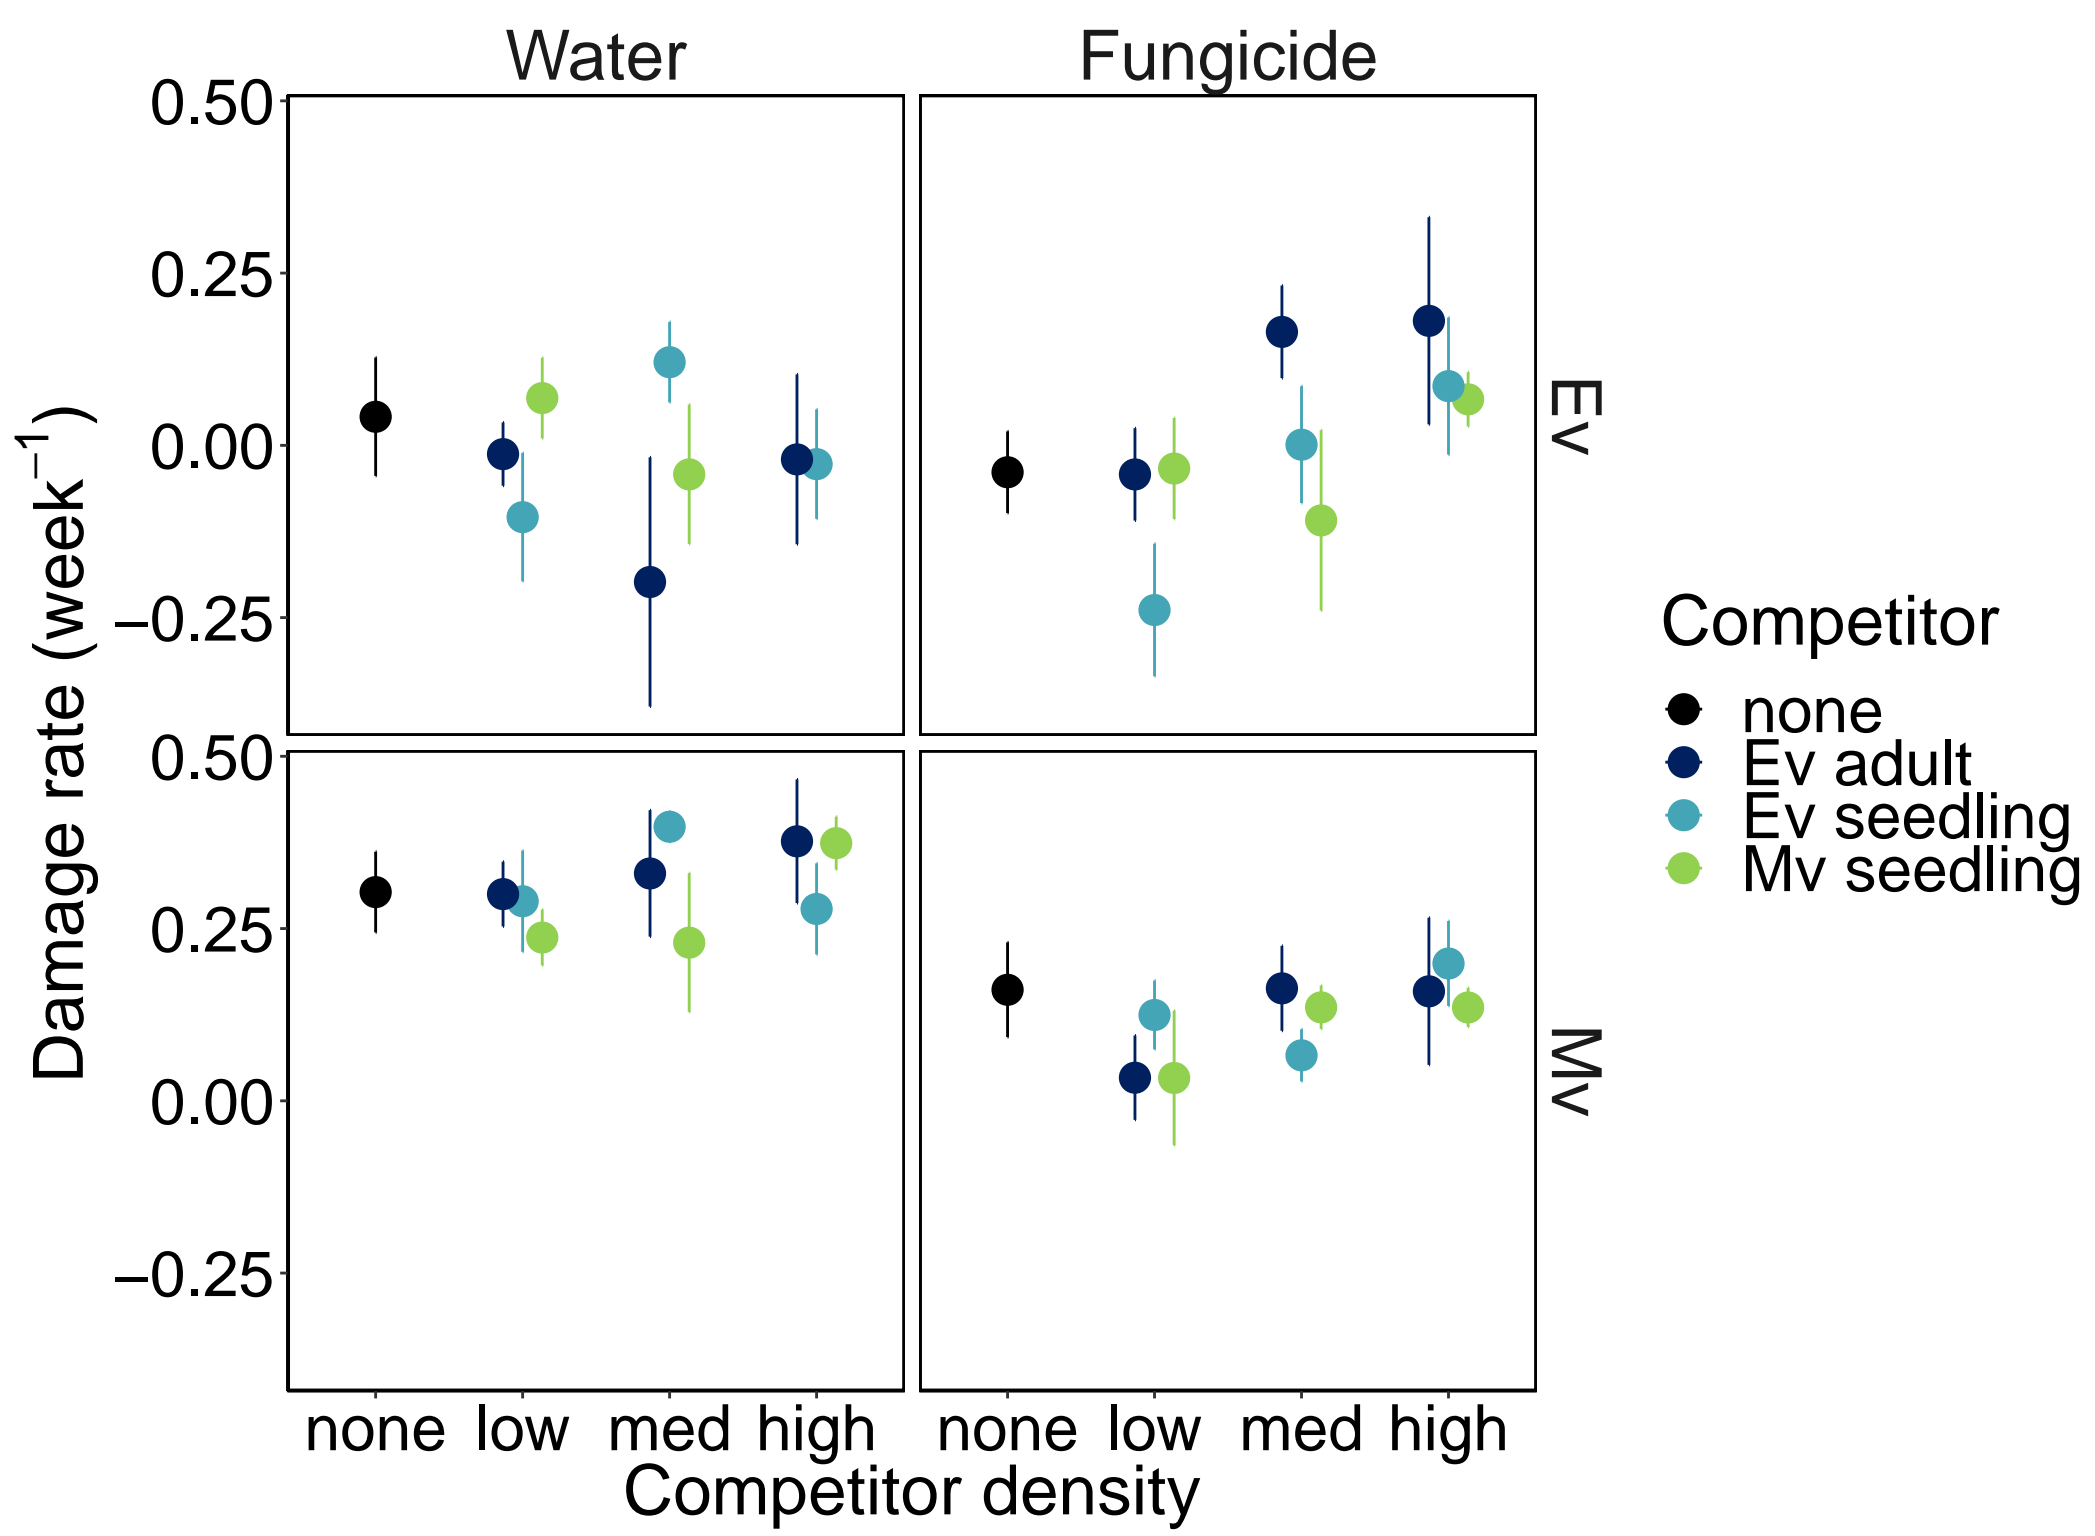 Water
Fungicide
0.50
0.25
0.00
−0.25
Ev
0.50
0.25
0.00
−0.25
Mv
Damage rate (week⁻¹)
none low med high
none low med high
Competitor density
Competitor
none
Ev adult
Ev seedling
Mv seedling